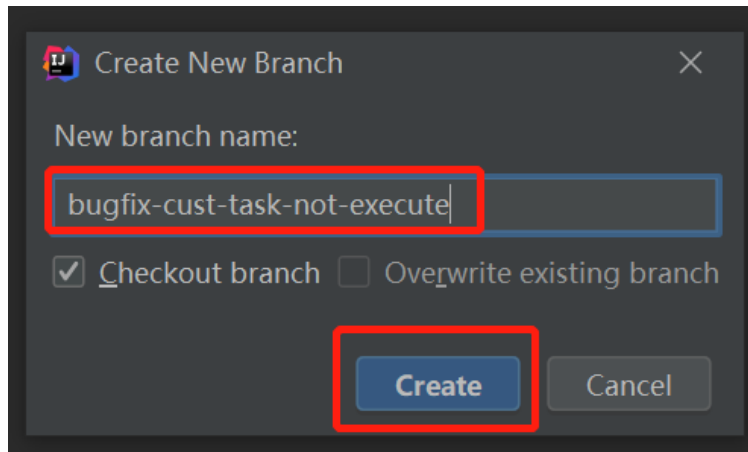 Create New Branch
New branch name:
bugfix-cust-task-not-execute
Checkout branch Overwrite existing branch
Create Cancel